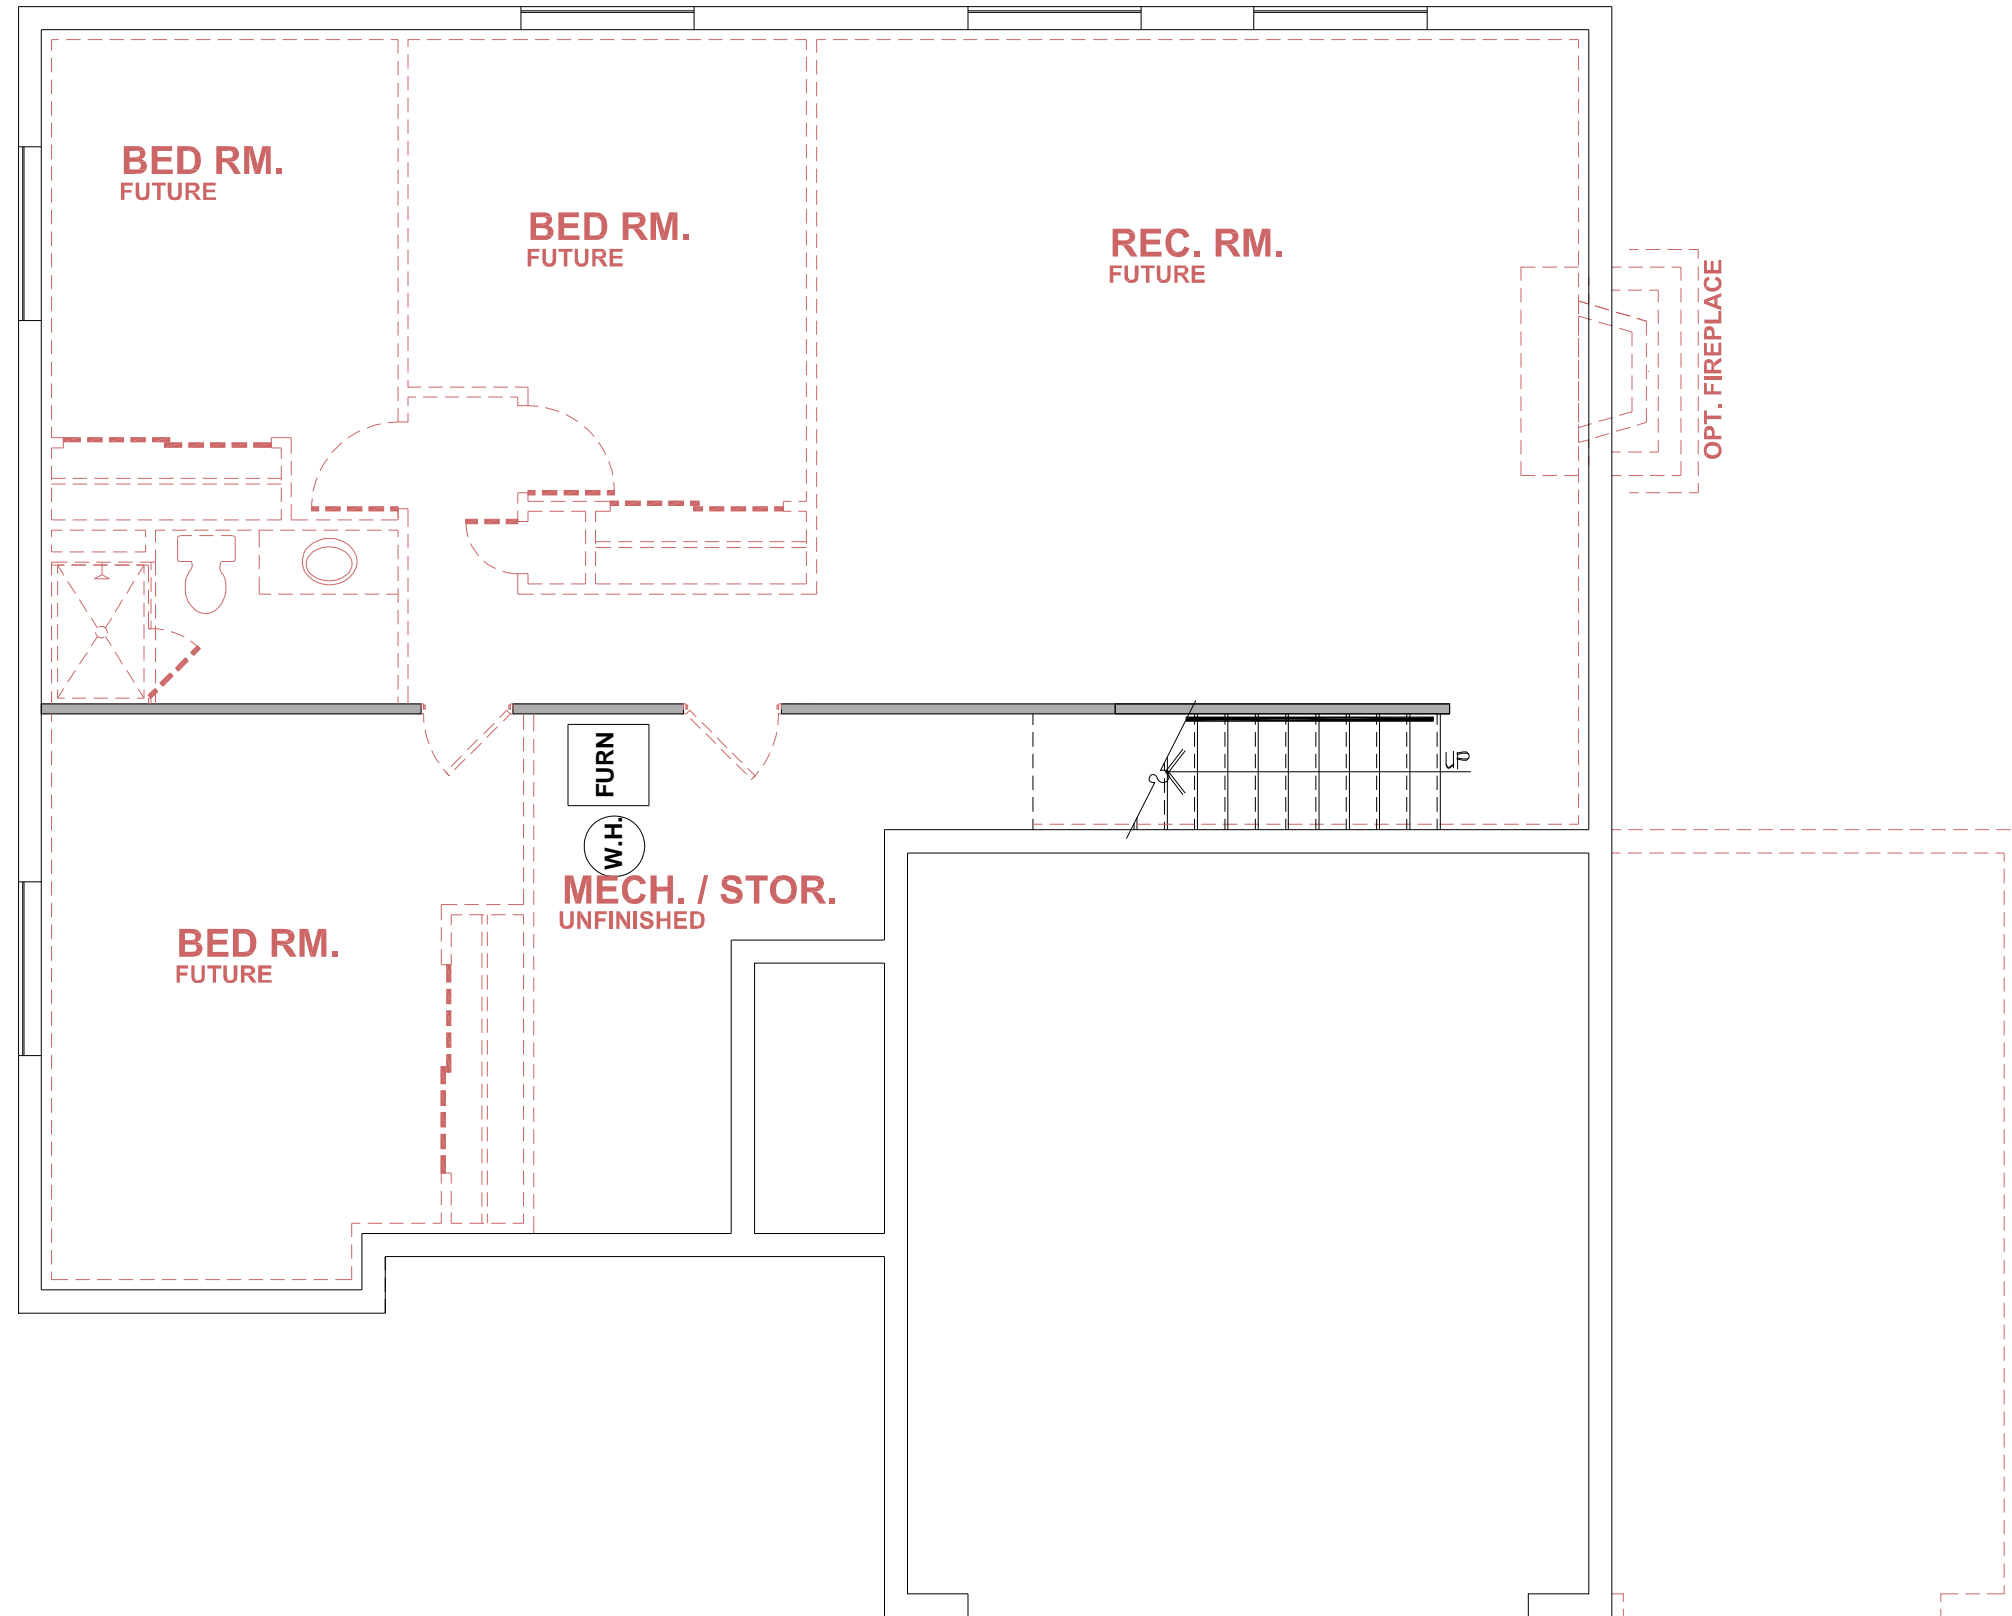 BED RM.
FUTURE
BED RM.
FUTURE
REC. RM.
FUTURE
OPT. FIREPLACE
FURN
W.H.
UP
MECH. / STOR.
UNFINISHED
BED RM.
FUTURE